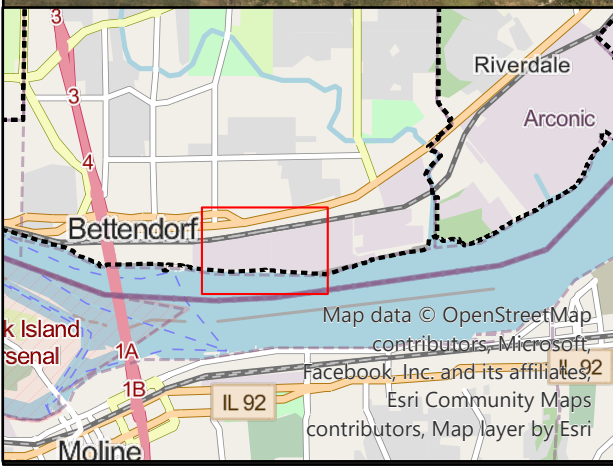 3
Riverdale
3
Arconic
4
Bettendorf
k Island
rsenal
1A
1B
IL 92
IL 92
Moline
Map data © OpenStreetMap
contributors, Microsoft,
Facebook, Inc. and its affiliates,
Esri Community Maps
contributors, Map layer by Esri